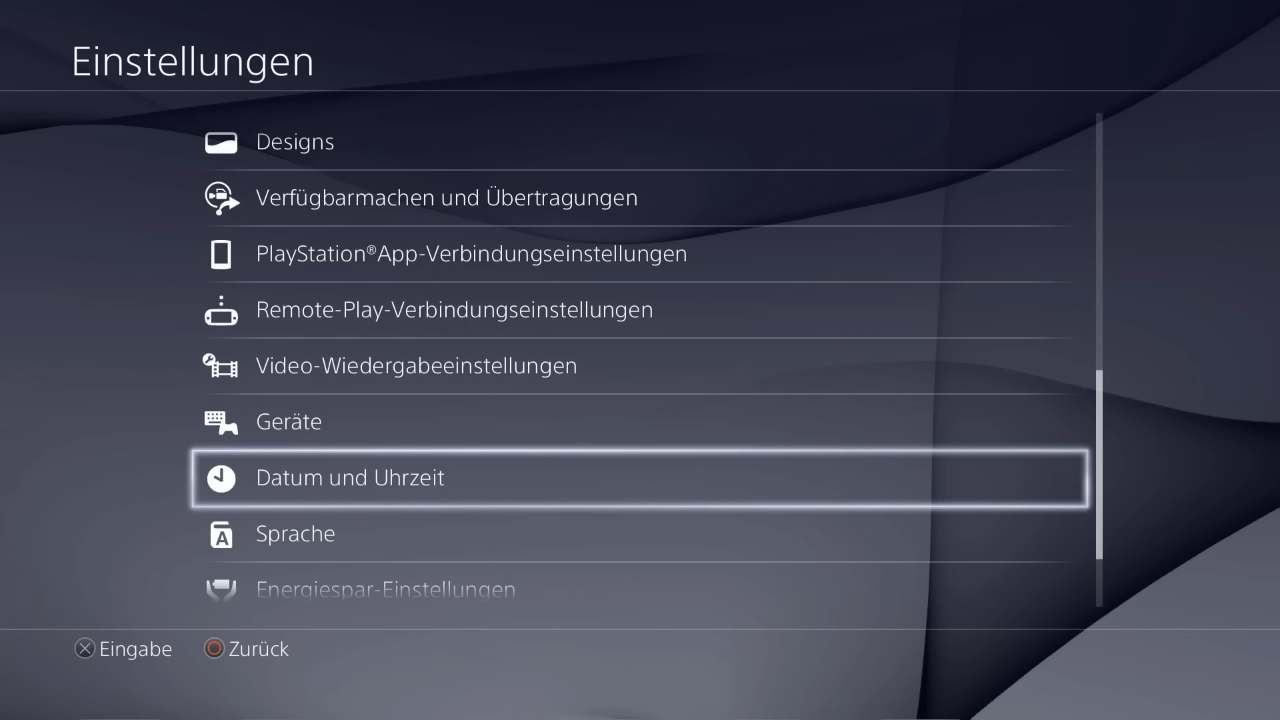 Einstellungen
Designs
Verfügbarmachen und Übertragungen
PlayStation®App-Verbindungseinstellungen
Remote-Play-Verbindungseinstellungen
Video-Wiedergabeeinstellungen
Geräte
Datum und Uhrzeit
Sprache
Energiespar-Einstellungen
Eingabe Zurück